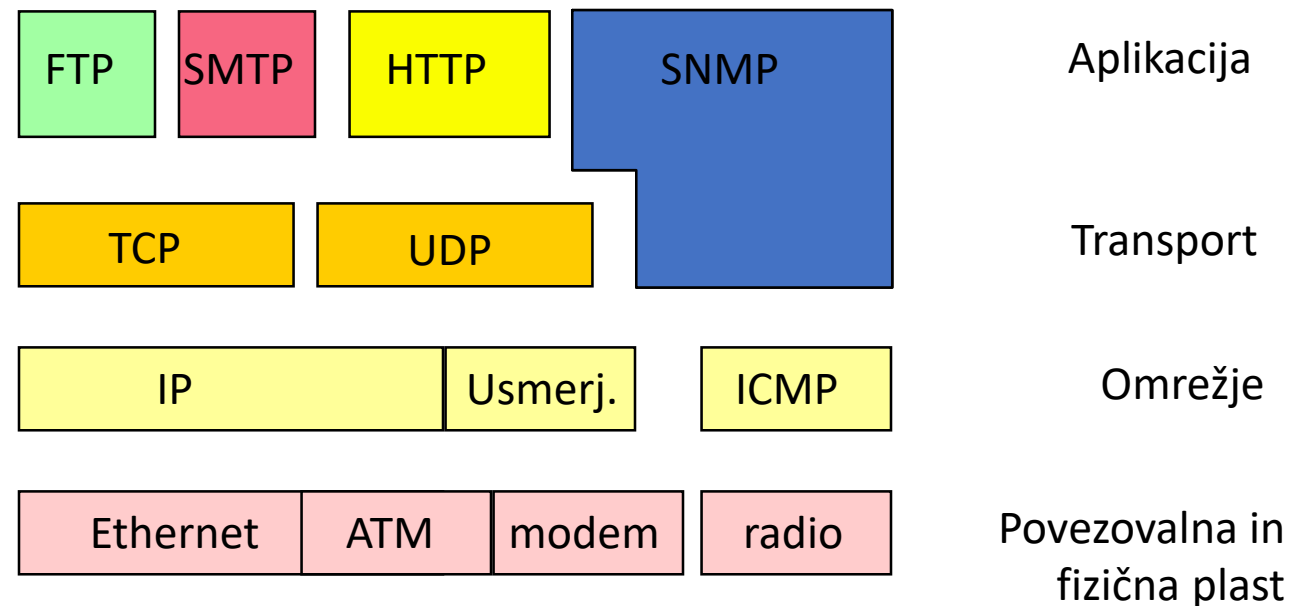 FTP SMTP HTTP SNMP Aplikacija
TCP UDP Transport
IP Usmerj. ICMP Omrežje
Ethernet ATM modem radio Povezovalna in
fizična plast